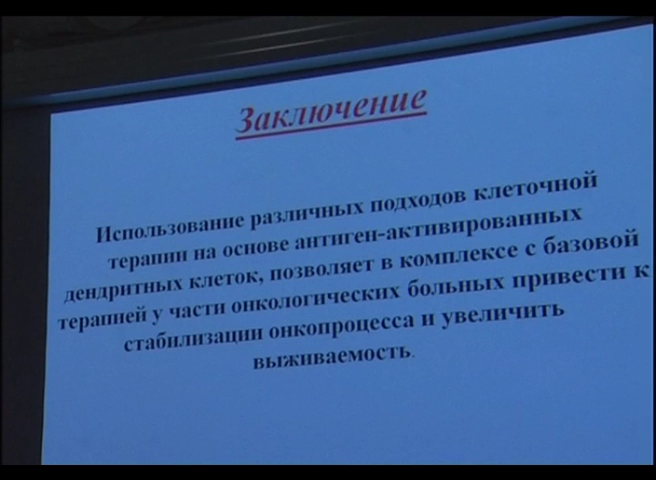 Заключение
Использование различных подходов клеточной
терапии на основе антиген-активированных
дендритных клеток, позволяет в комплексе с базовой
терапией у части онкологических больных привести к
стабилизации онкопроцесса и увеличить
выживаемость.